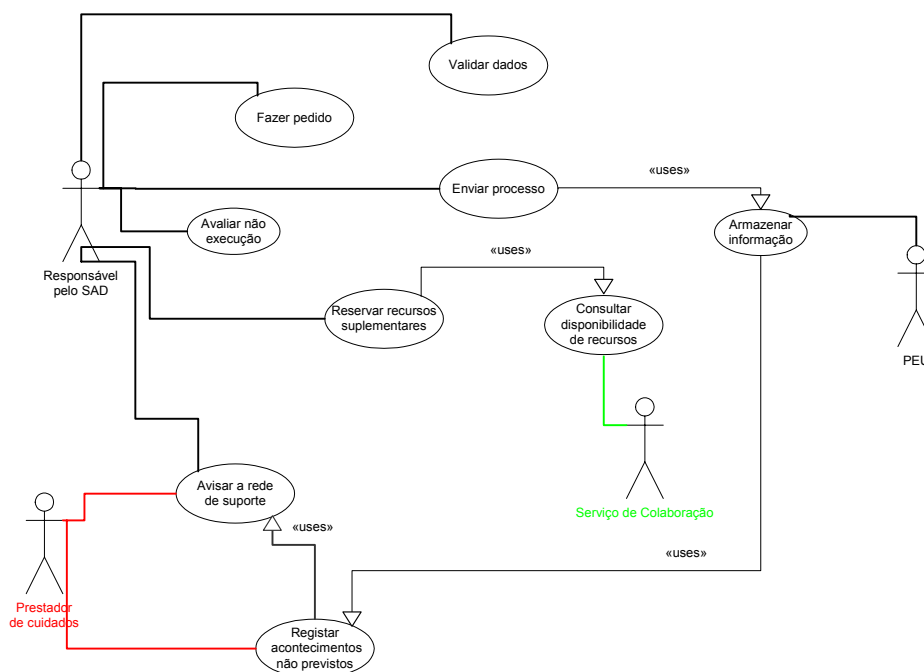 Validar dados
Fazer pedido
«uses»
Enviar processo
Avaliar não
execução
Armazenar
informação
«uses»
Responsável
pelo SAD
Reservar recursos
suplementares
Consultar
disponibilidade
de recursos
PEU
Avisar a rede
de suporte
Serviço de Colaboração
«uses»
«uses»
Prestador
de cuidados
Registar
acontecimentos
não previstos